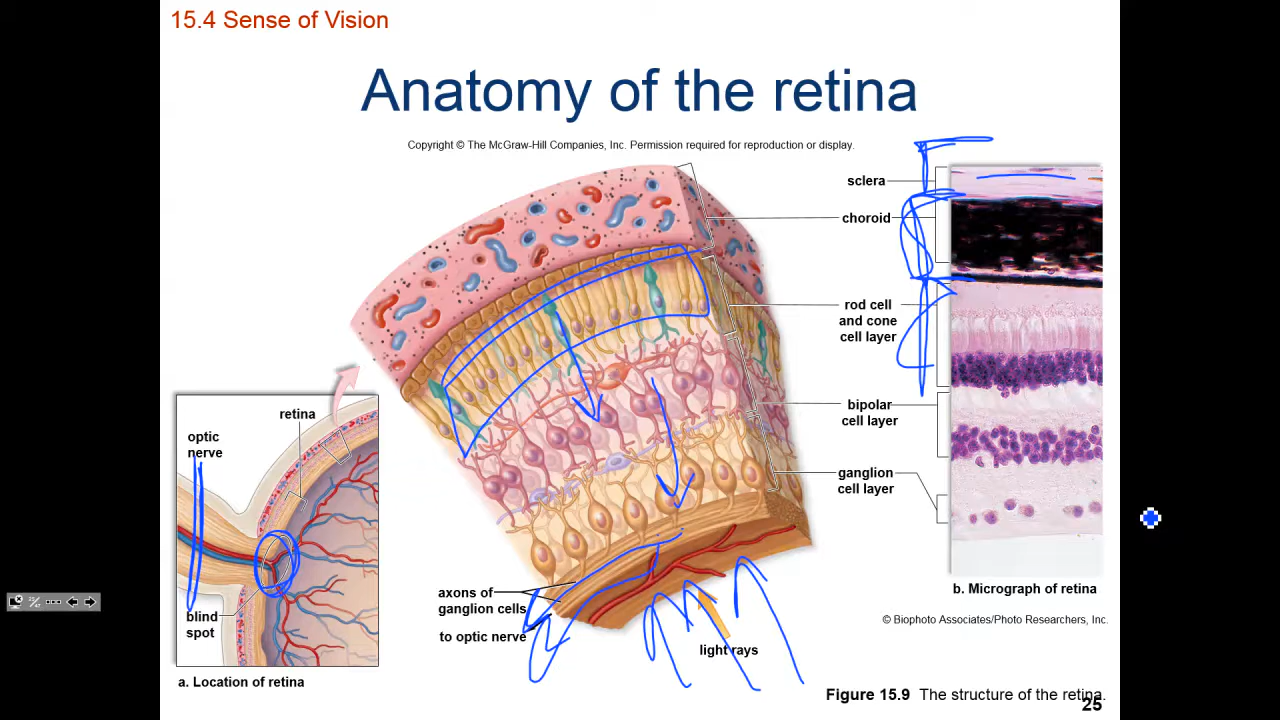 15.4 Sense of Vision
Anatomy of the retina
Copyright © The McGraw-Hill Companies, Inc. Permission required for reproduction or display.
sclera
choroid
rod cell
and cone
cell layer
bipolar
cell layer
ganglion
cell layer
retina
optic
nerve
blind
spot
a. Location of retina
axons of
ganglion cells
to optic nerve
light rays
b. Micrograph of retina
© Biophoto Associates/Photo Researchers, Inc.
Figure 15.9 The structure of the retina.
25